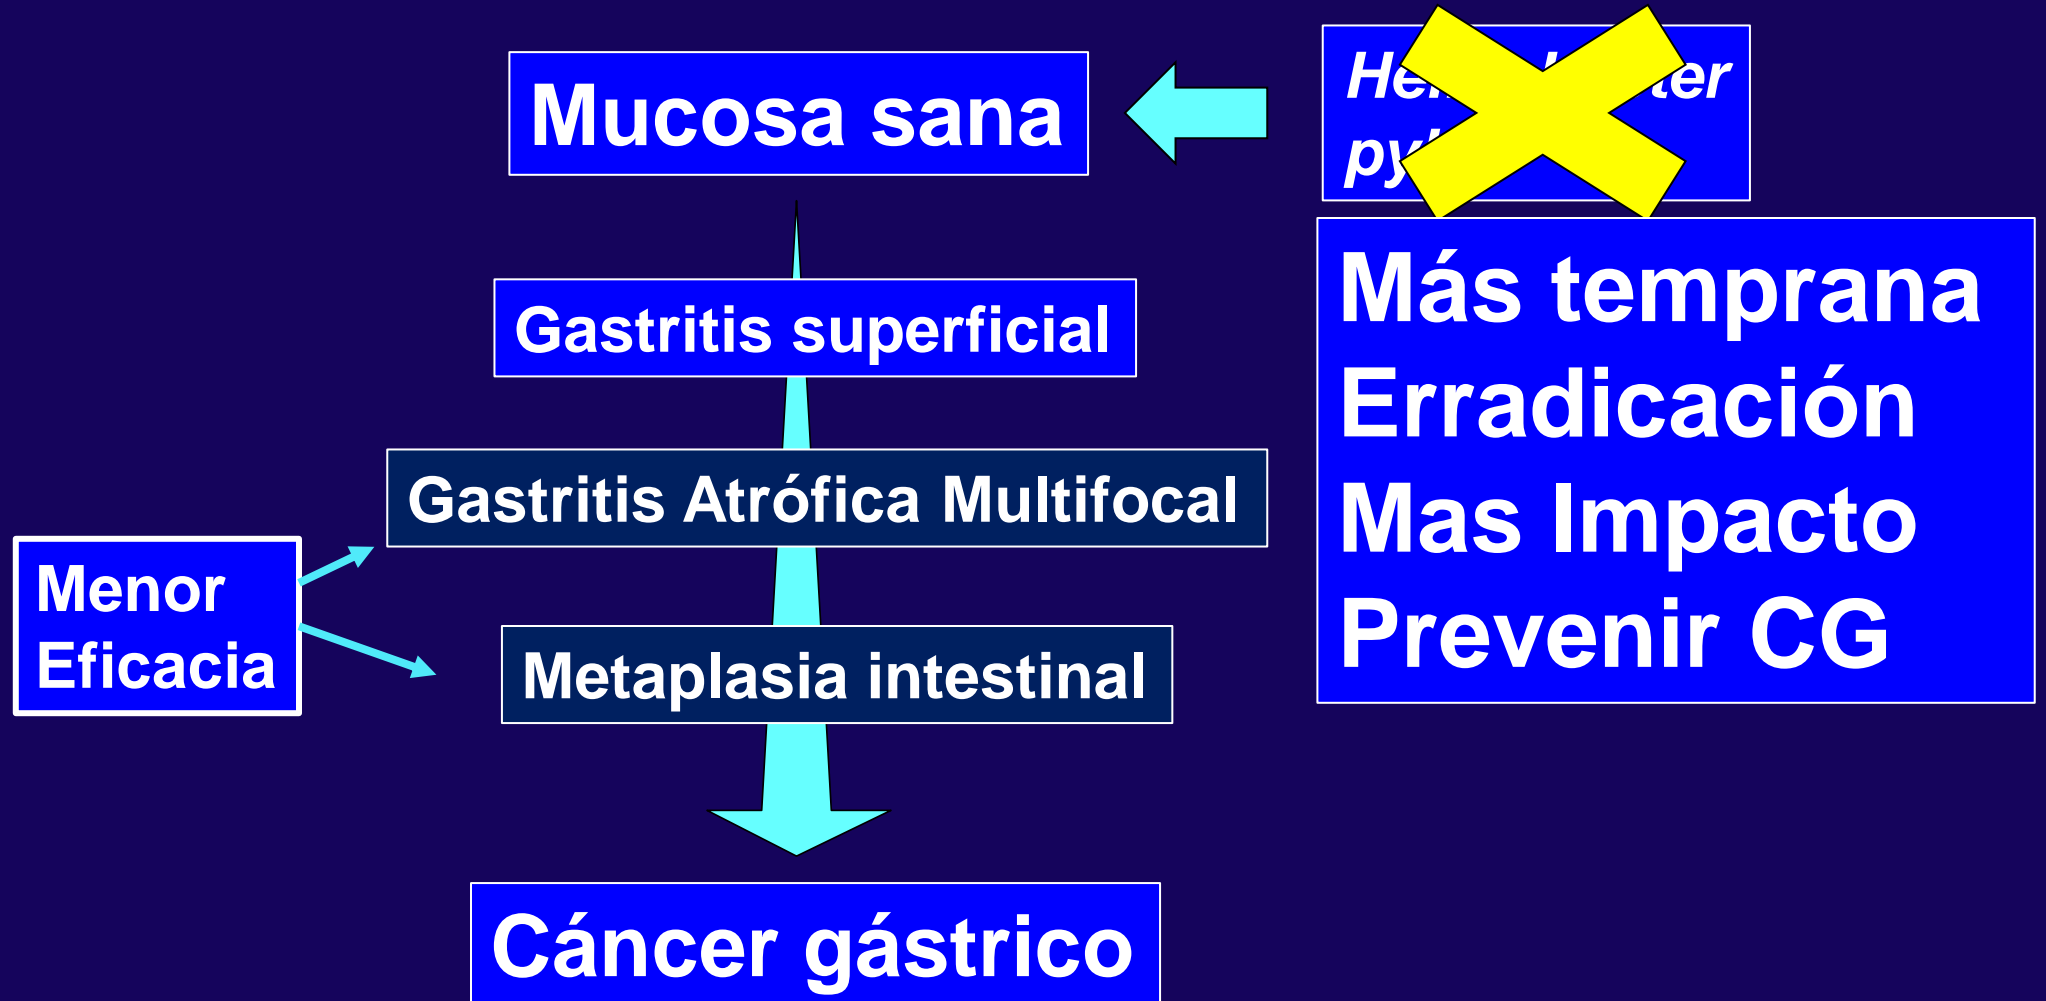 Mucosa sana
Gastritis superficial
Gastritis Atrófica Multifocal
Menor
Eficacia
Metaplasia intestinal
Cáncer gástrico
Más temprana
Erradicación
Mas Impacto
Prevenir CG